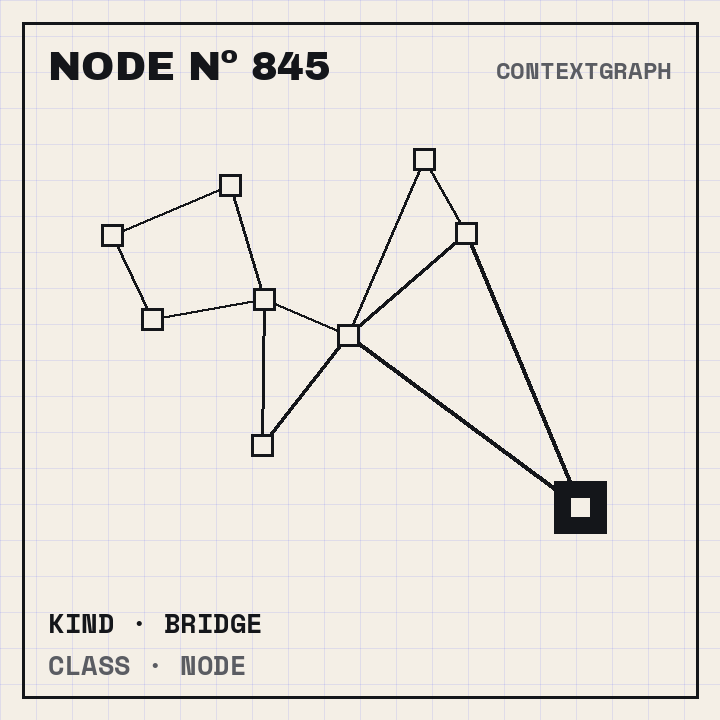 NODE Nº 845
CONTEXTGRAPH
KIND · BRIDGE
CLASS · NODE